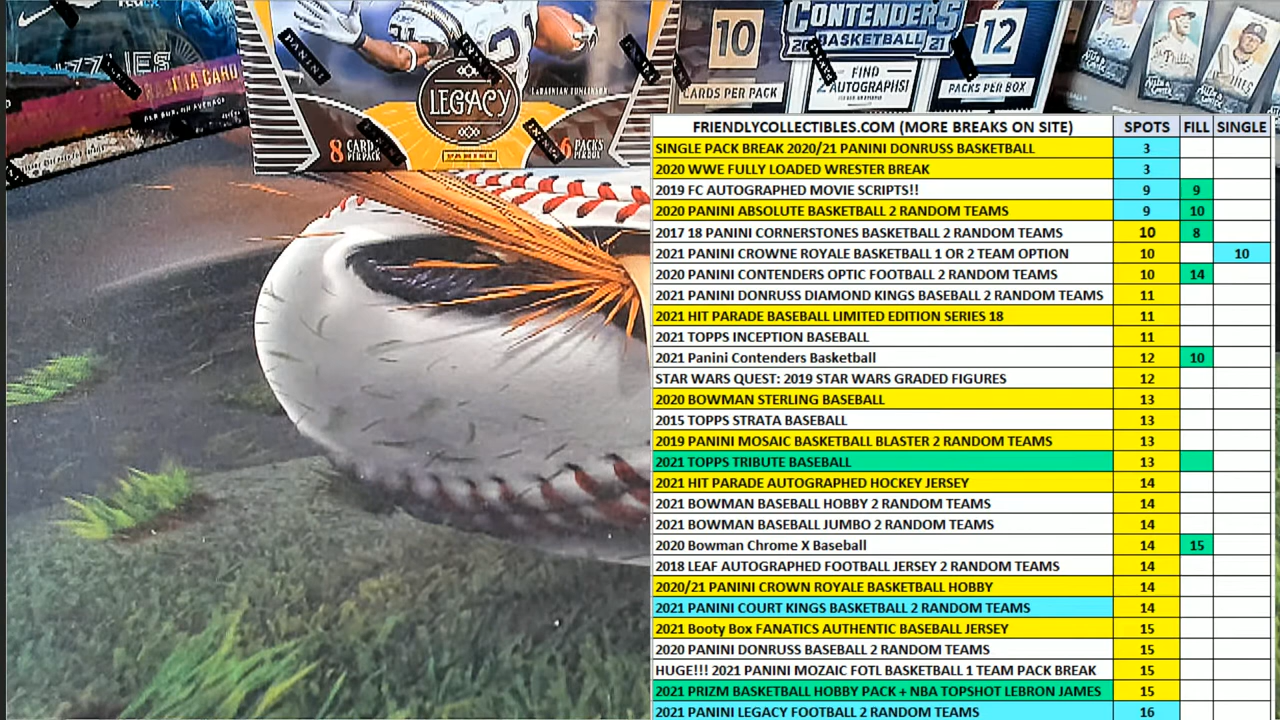 PANINI
PANINI
LEGACY
PANINI
8 CARDS PER PACK
6 PACKS PER BOX
10
CARDS PER PACK
CONTENDERS
20 BASKETBALL 21
FIND
2 AUTOGRAPHS!
12
PACKS PER BOX
Phillies
FRIENDLYCOLLECTIBLES.COM (MORE BREAKS ON SITE) SPOTS FILL SINGLE
SINGLE PACK BREAK 2020/21 PANINI DONRUSS BASKETBALL 3
2020 WWE FULLY LOADED WRESTER BREAK 3
2019 FC AUTOGRAPHED MOVIE SCRIPTS!! 9 9
2020 PANINI ABSOLUTE BASKETBALL 2 RANDOM TEAMS 9 10
2017 18 PANINI CORNERSTONES BASKETBALL 2 RANDOM TEAMS 10 8
2021 PANINI CROWNE ROYALE BASKETBALL 1 OR 2 TEAM OPTION 10 10
2020 PANINI CONTENDERS OPTIC FOOTBALL 2 RANDOM TEAMS 10 14
2021 PANINI DONRUSS DIAMOND KINGS BASEBALL 2 RANDOM TEAMS 11
2021 HIT PARADE BASEBALL LIMITED EDITION SERIES 18 11
2021 TOPPS INCEPTION BASEBALL 11
2021 Panini Contenders Basketball 12 10
STAR WARS QUEST: 2019 STAR WARS GRADED FIGURES 12
2020 BOWMAN STERLING BASEBALL 13
2015 TOPPS STRATA BASEBALL 13
2019 PANINI MOSAIC BASKETBALL BLASTER 2 RANDOM TEAMS 13
2021 TOPPS TRIBUTE BASEBALL 13
2021 HIT PARADE AUTOGRAPHED HOCKEY JERSEY 14
2021 BOWMAN BASEBALL HOBBY 2 RANDOM TEAMS 14
2021 BOWMAN BASEBALL JUMBO 2 RANDOM TEAMS 14
2020 Bowman Chrome X Baseball 14 15
2018 LEAF AUTOGRAPHED FOOTBALL JERSEY 2 RANDOM TEAMS 14
2020/21 PANINI CROWN ROYALE BASKETBALL HOBBY 14
2021 PANINI COURT KINGS BASKETBALL 2 RANDOM TEAMS 14
2021 Booty Box FANATICS AUTHENTIC BASEBALL JERSEY 15
2020 PANINI DONRUSS BASEBALL 2 RANDOM TEAMS 15
HUGE!!! 2021 PANINI MOZAIC FOTL BASKETBALL 1 TEAM PACK BREAK 15
2021 PRIZM BASKETBALL HOBBY PACK + NBA TOPSHOT LEBRON JAMES 15
2021 PANINI LEGACY FOOTBALL 2 RANDOM TEAMS 16